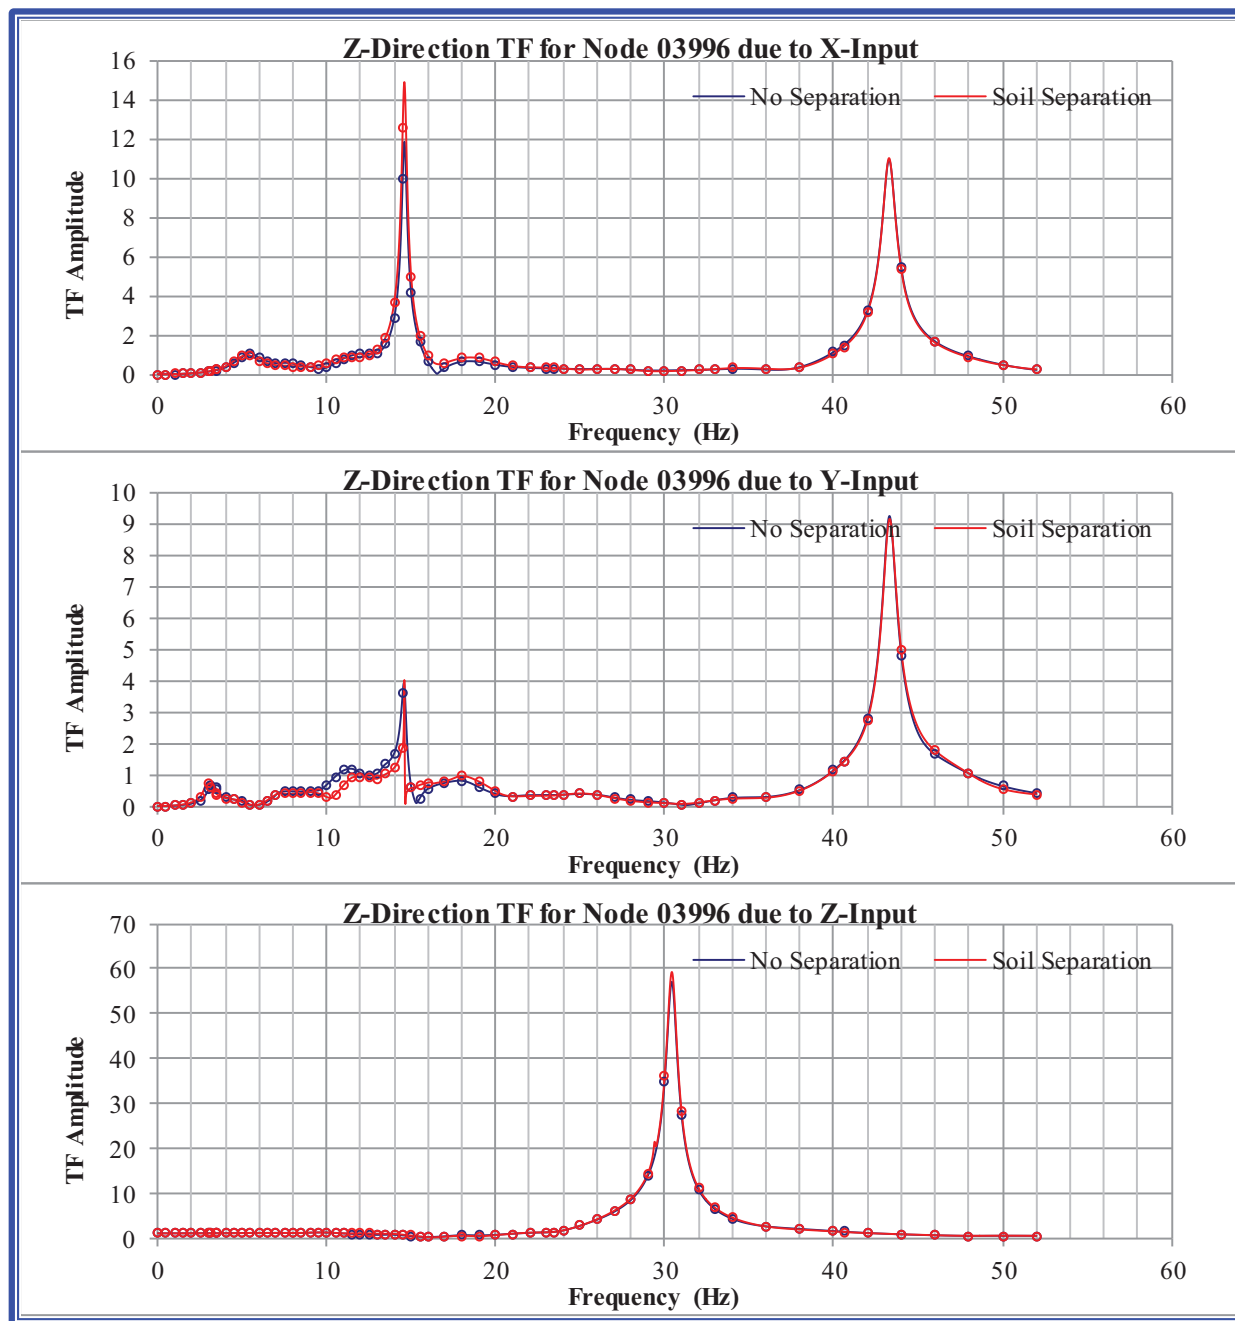 Z-Direction TF for Node 03996 due to X-Input
No Separation Soil Separation
TF Amplitude
16
14
12
10
8
6
4
2
0
0 10 20 30 40 50 60
Frequency (Hz)
Z-Direction TF for Node 03996 due to Y-Input
No Separation Soil Separation
TF Amplitude
10
9
8
7
6
5
4
3
2
1
0
0 10 20 30 40 50 60
Frequency (Hz)
Z-Direction TF for Node 03996 due to Z-Input
No Separation Soil Separation
TF Amplitude
70
60
50
40
30
20
10
0
0 10 20 30 40 50 60
Frequency (Hz)